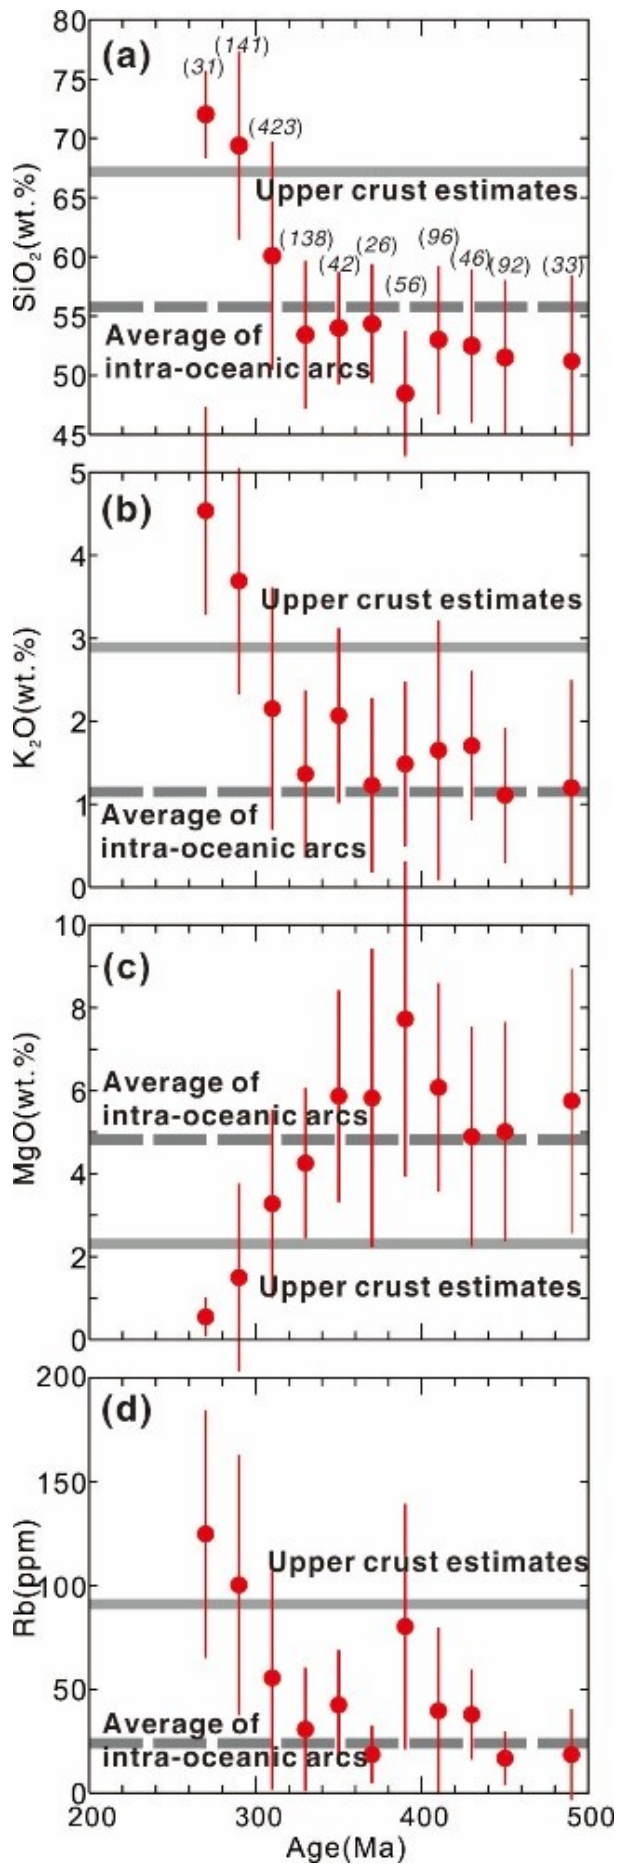 80
(a)
(141)
(31)
75
(423)
70
65
Upper crust estimates
SiO₂(wt.%)
60
(138)
(42)
(26)
(96)
(46)
(92)
(33)
(56)
55
Average of
intra-oceanic arcs
50
45
5
(b)
4
Upper crust estimates
3
K₂O(wt.%)
2
1
Average of
intra-oceanic arcs
0
10
(c)
8
Average of
intra-oceanic arcs
6
MgO(wt.%)
4
2
Upper crust estimates
0
200
(d)
150
Upper crust estimates
Rb(ppm)
100
50
Average of
intra-oceanic arcs
0
200 300 400 500
Age(Ma)